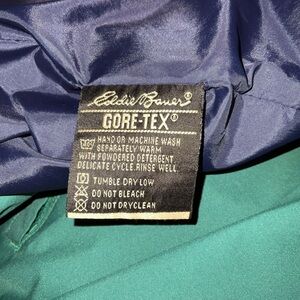 Eddie Bauer®
GORE-TEX®
HAND OR MACHINE WASH
SEPARATELY WARM
WITH POWDERED DETERGENT.
DELICATE CYCLE.RINSE WELL.
TUMBLE DRY LOW
DO NOT BLEACH
DO NOT DRYCLEAN